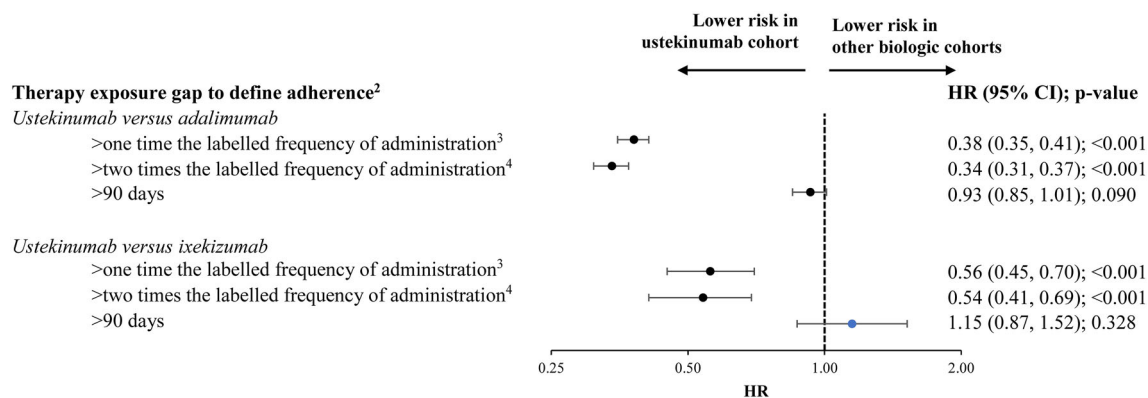 Lower risk in
ustekinumab cohort
Lower risk in
other biologic cohorts
Therapy exposure gap to define adherence² HR (95% CI); p-value
Ustekinumab versus adalimumab
>one time the labelled frequency of administration³ 0.38 (0.35, 0.41); <0.001
>two times the labelled frequency of administration⁴ 0.34 (0.31, 0.37); <0.001
>90 days 0.93 (0.85, 1.01); 0.090
Ustekinumab versus ixekizumab
>one time the labelled frequency of administration³ 0.56 (0.45, 0.70); <0.001
>two times the labelled frequency of administration⁴ 0.54 (0.41, 0.69); <0.001
>90 days 1.15 (0.87, 1.52); 0.328
0.25 0.50 1.00 2.00
HR